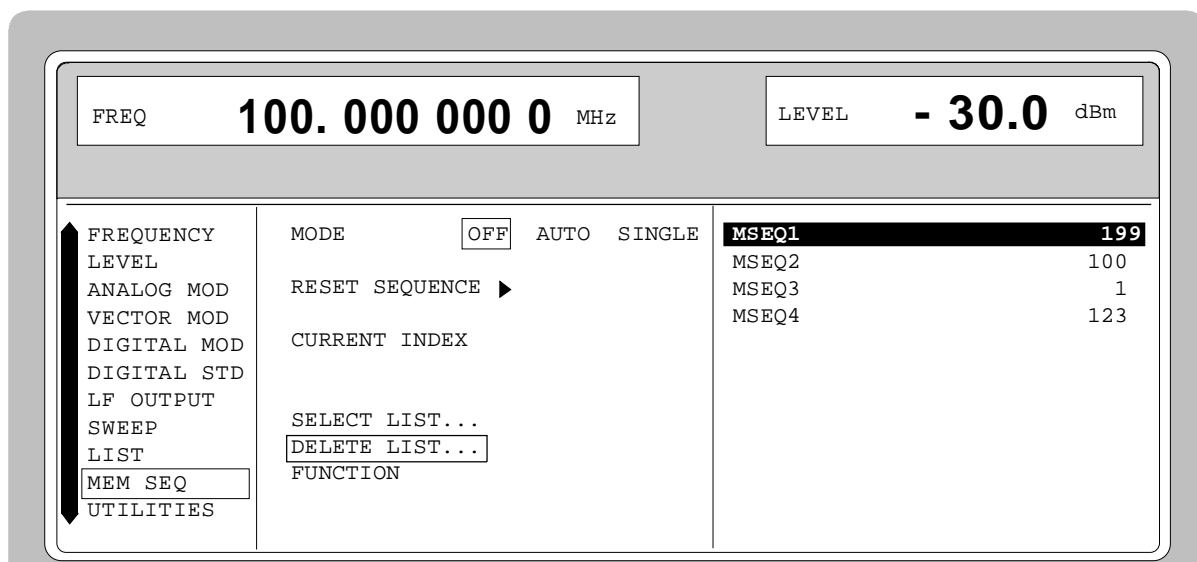 FREQ 100. 000 000 0 MHz
LEVEL - 30.0 dBm
FREQUENCY
LEVEL
ANALOG MOD
VECTOR MOD
DIGITAL MOD
DIGITAL STD
LF OUTPUT
SWEEP
LIST
MEM SEQ
UTILITIES
MODE OFF AUTO SINGLE
RESET SEQUENCE
CURRENT INDEX
SELECT LIST...
DELETE LIST...
FUNCTION
MSEQ1 199
MSEQ2 100
MSEQ3 1
MSEQ4 123